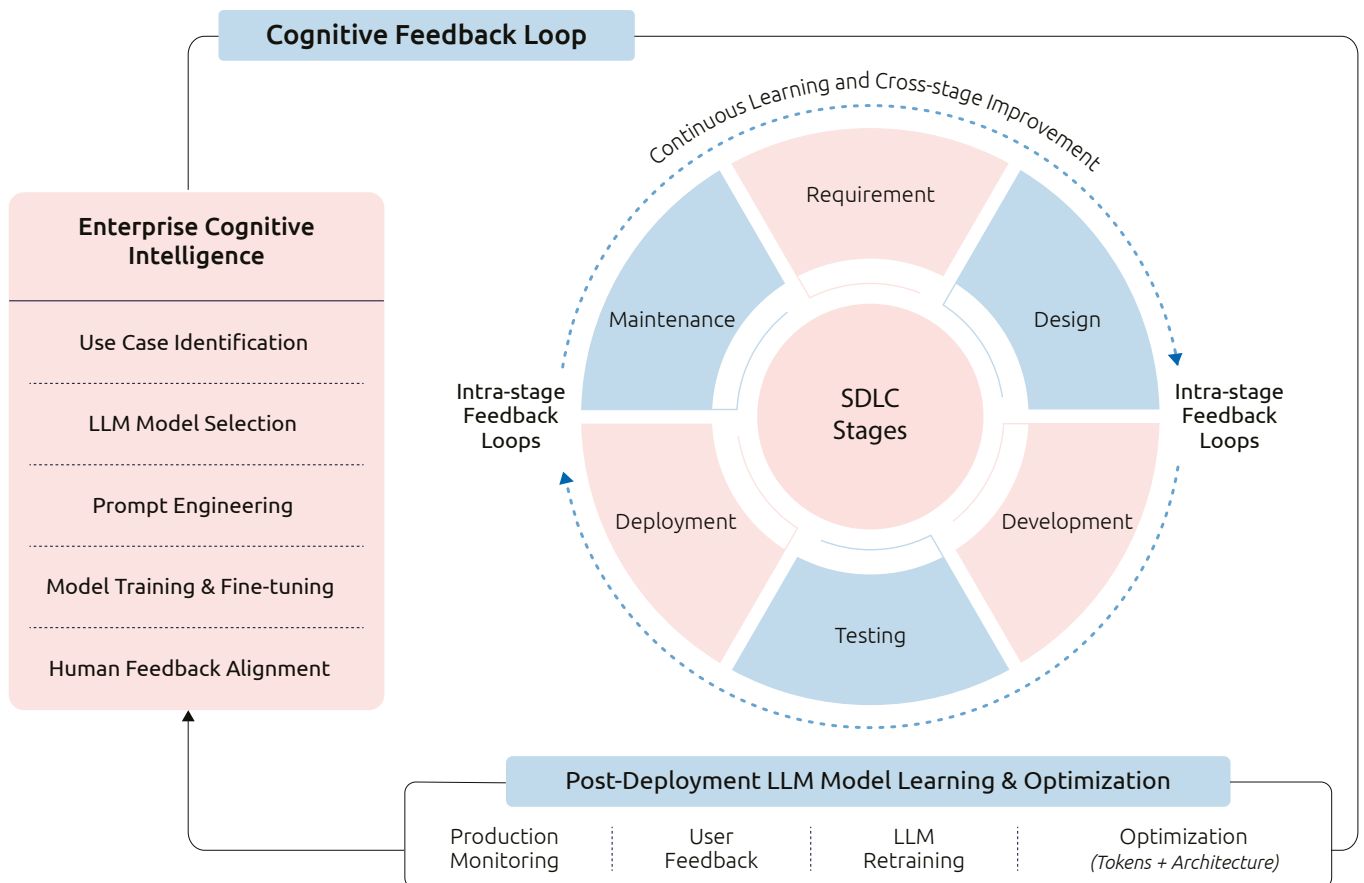 Cognitive Feedback Loop
Enterprise Cognitive
Intelligence
Use Case Identification
LLM Model Selection
Prompt Engineering
Model Training & Fine-tuning
Human Feedback Alignment
Continuous Learning and Cross-stage Improvement
Requirement
Maintenance
Design
Intra-stage
Feedback
Loops
SDLC
Stages
Intra-stage
Feedback
Loops
Deployment
Development
Testing
Post-Deployment LLM Model Learning & Optimization
Production
Monitoring
User
Feedback
LLM
Retraining
Optimization
(Tokens + Architecture)